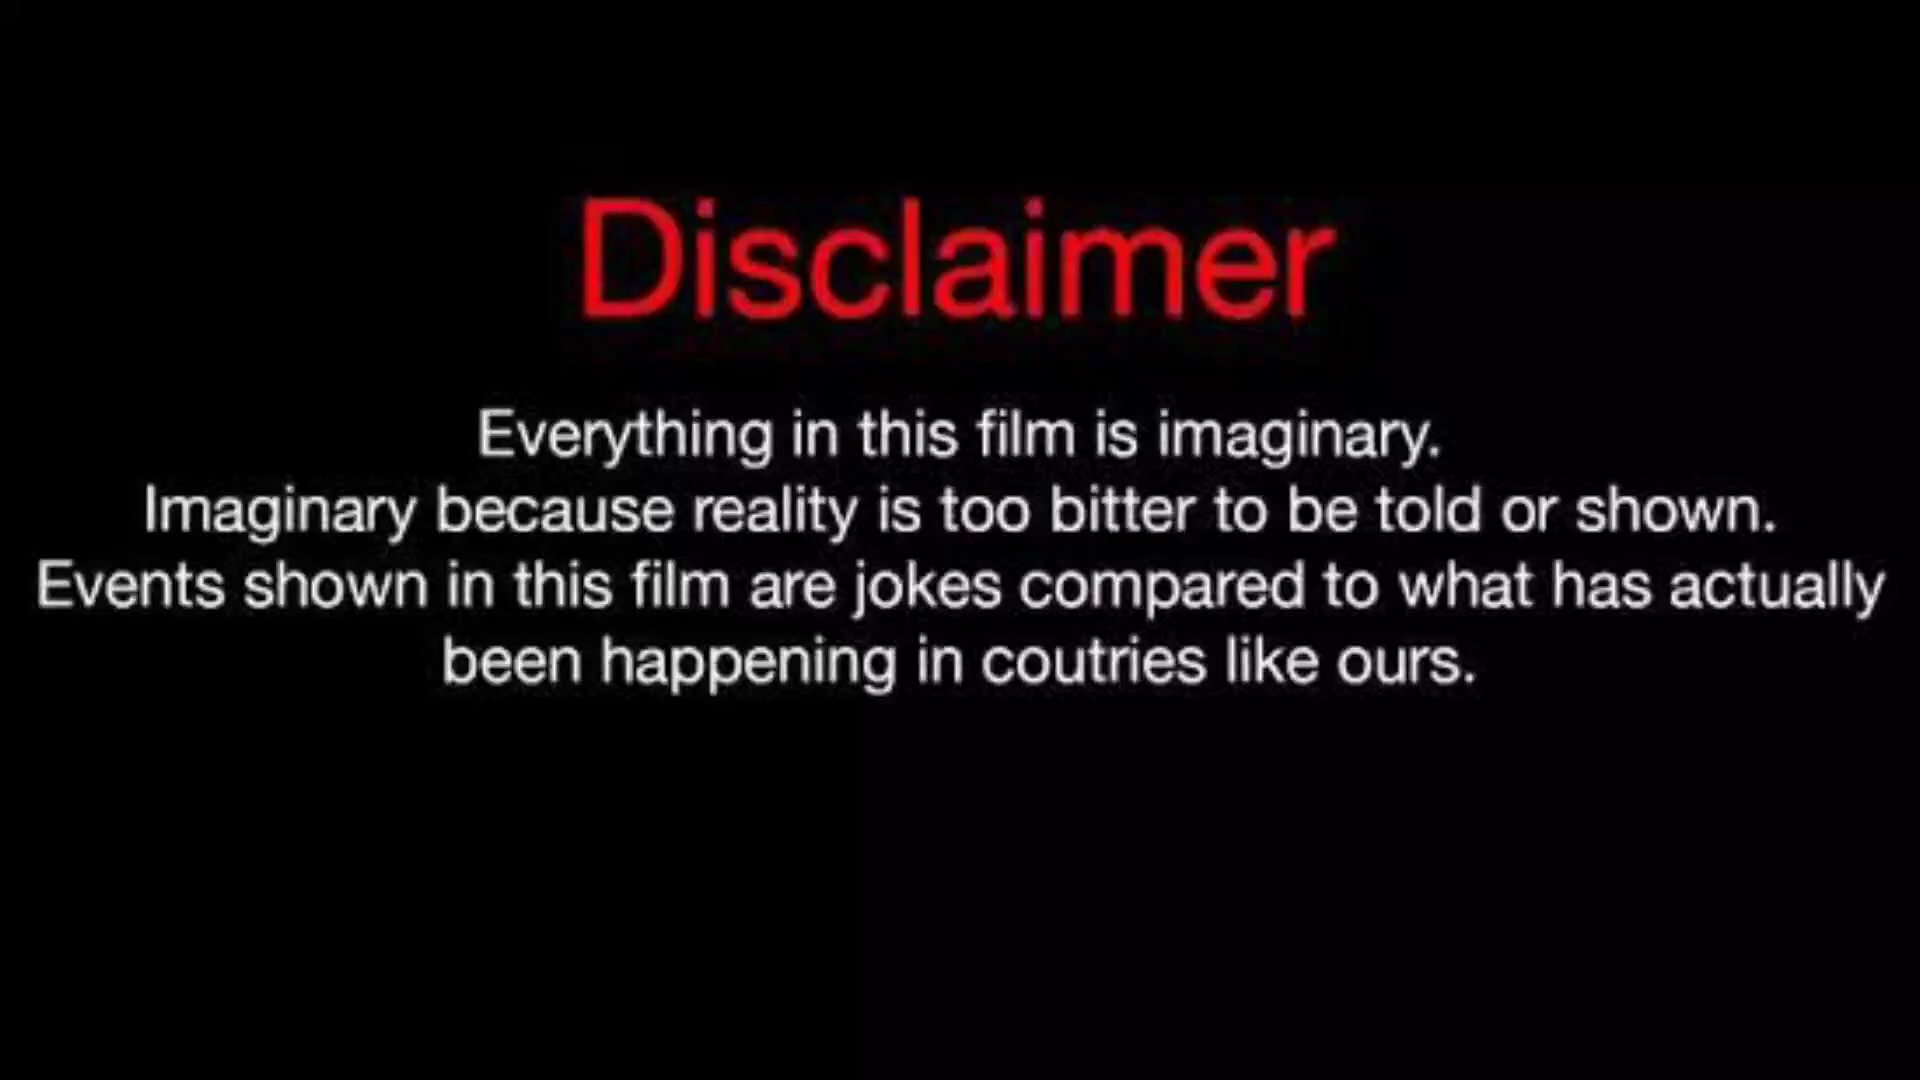 Disclaimer
Everything in this film is imaginary.
Imaginary because reality is too bitter to be told or shown.
Events shown in this film are jokes compared to what has actually
been happening in coutries like ours.